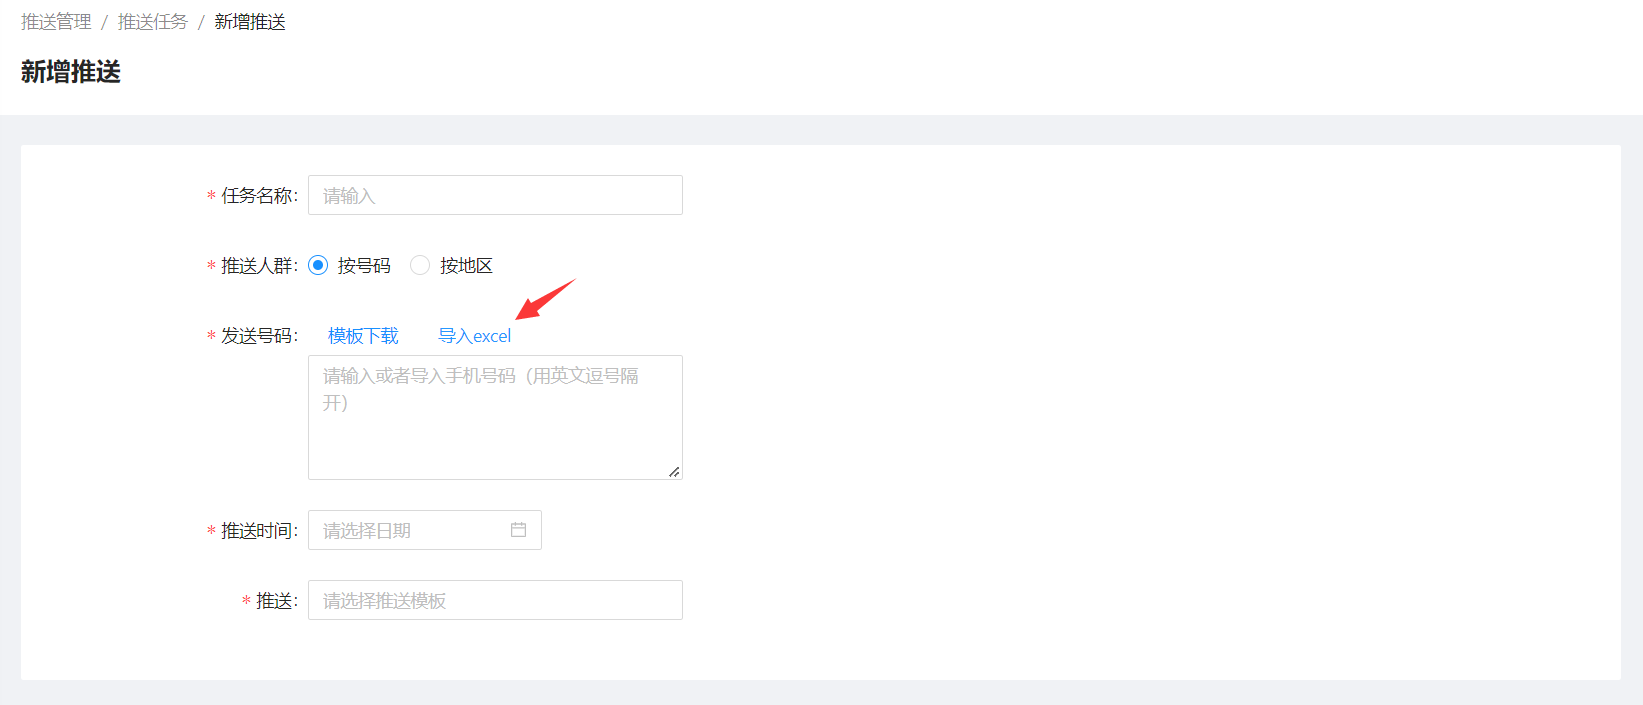 推送管理 / 推送任务 / 新增推送
新增推送
* 任务名称: 请输入
* 推送人群: 按号码 按地区
* 发送号码: 模板下载 导入excel
请输入或者导入手机号码（用英文逗号隔
开）
* 推送时间: 请选择日期
* 推送: 请选择推送模板